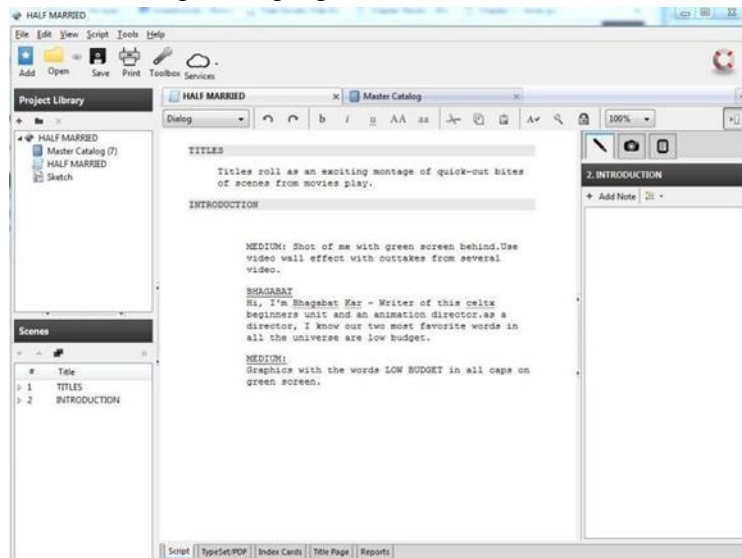 HALF MARRIED
File Edit View Script Tools Help
Add Open Save Print Toolbox Services
Project Library
HALF MARRIED
Master Catalog (7)
HALF MARRIED
Sketch
Scenes
# Title
1 TITLES
2 INTRODUCTION
HALF MARRIED x Master Catalog x
Dialog b i u AA aa A 100%
TITLES
Titles roll as an exciting montage of quick-cut bites
of scenes from movies play.
INTRODUCTION
MEDIUM: Shot of me with green screen behind.Use
video wall effect with outtakes from several
video.
BHAGABAT
Hi, I'm Bhagabat Kar - Writer of this celtx
beginners unit and an animation director.as a
director, I know our two most favorite words in
all the universe are low budget.
MEDIUM:
Graphics with the words LOW BUDGET in all caps on
green screen.
2. INTRODUCTION
+ Add Note
Script TypeSet/PDF Index Cards Title Page Reports